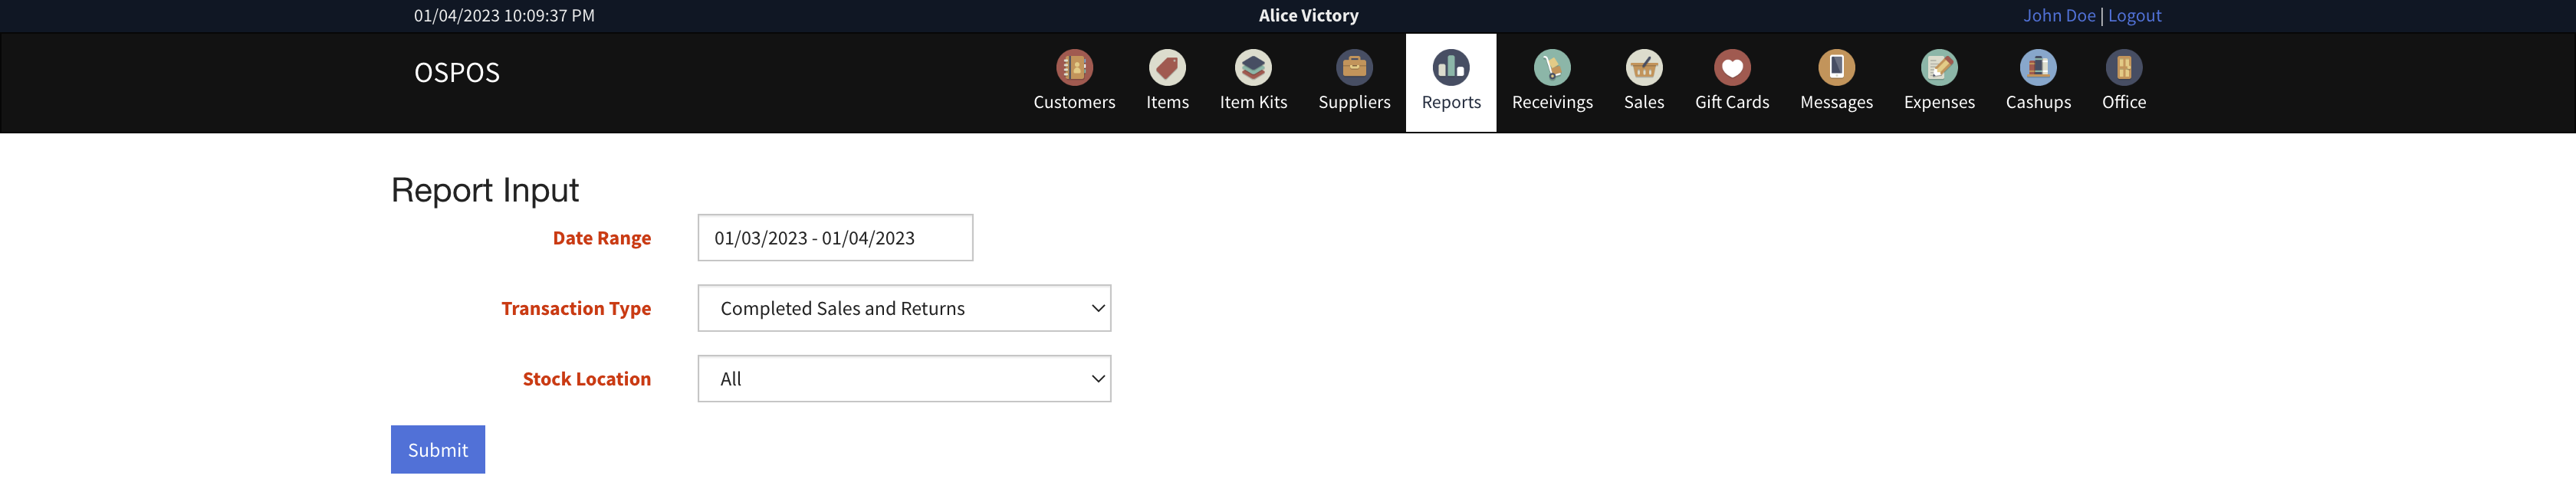 01/04/2023 10:09:37 PM
Alice Victory
John Doe | Logout
OSPOS
Customers
Items
Item Kits
Suppliers
Reports
Receivings
Sales
Gift Cards
Messages
Expenses
Cashups
Office
Report Input
Date Range
01/03/2023 - 01/04/2023
Transaction Type
Completed Sales and Returns
Stock Location
All
Submit